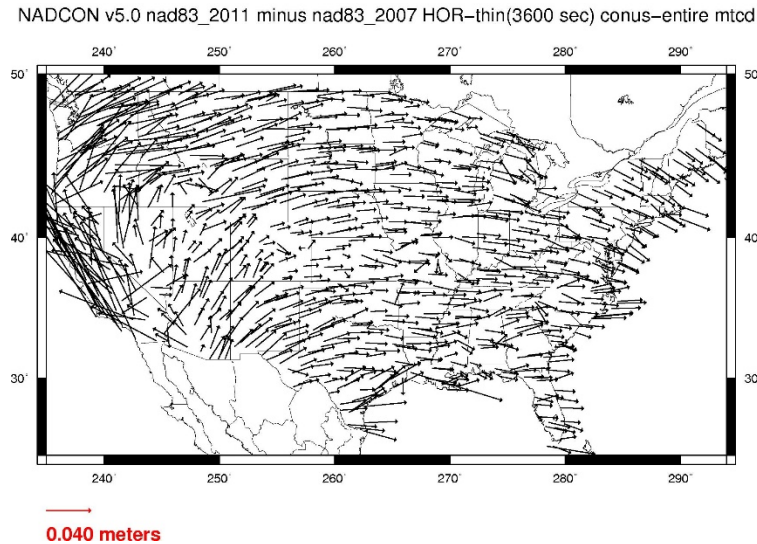 NADCON v5.0 nad83_2011 minus nad83_2007 HOR-thin(3600 sec) conus-entire mtcd
240° 250° 260° 270° 280° 290°
50° 50°
40° 40°
30° 30°
240° 250° 260° 270° 280° 290°
0.040 meters